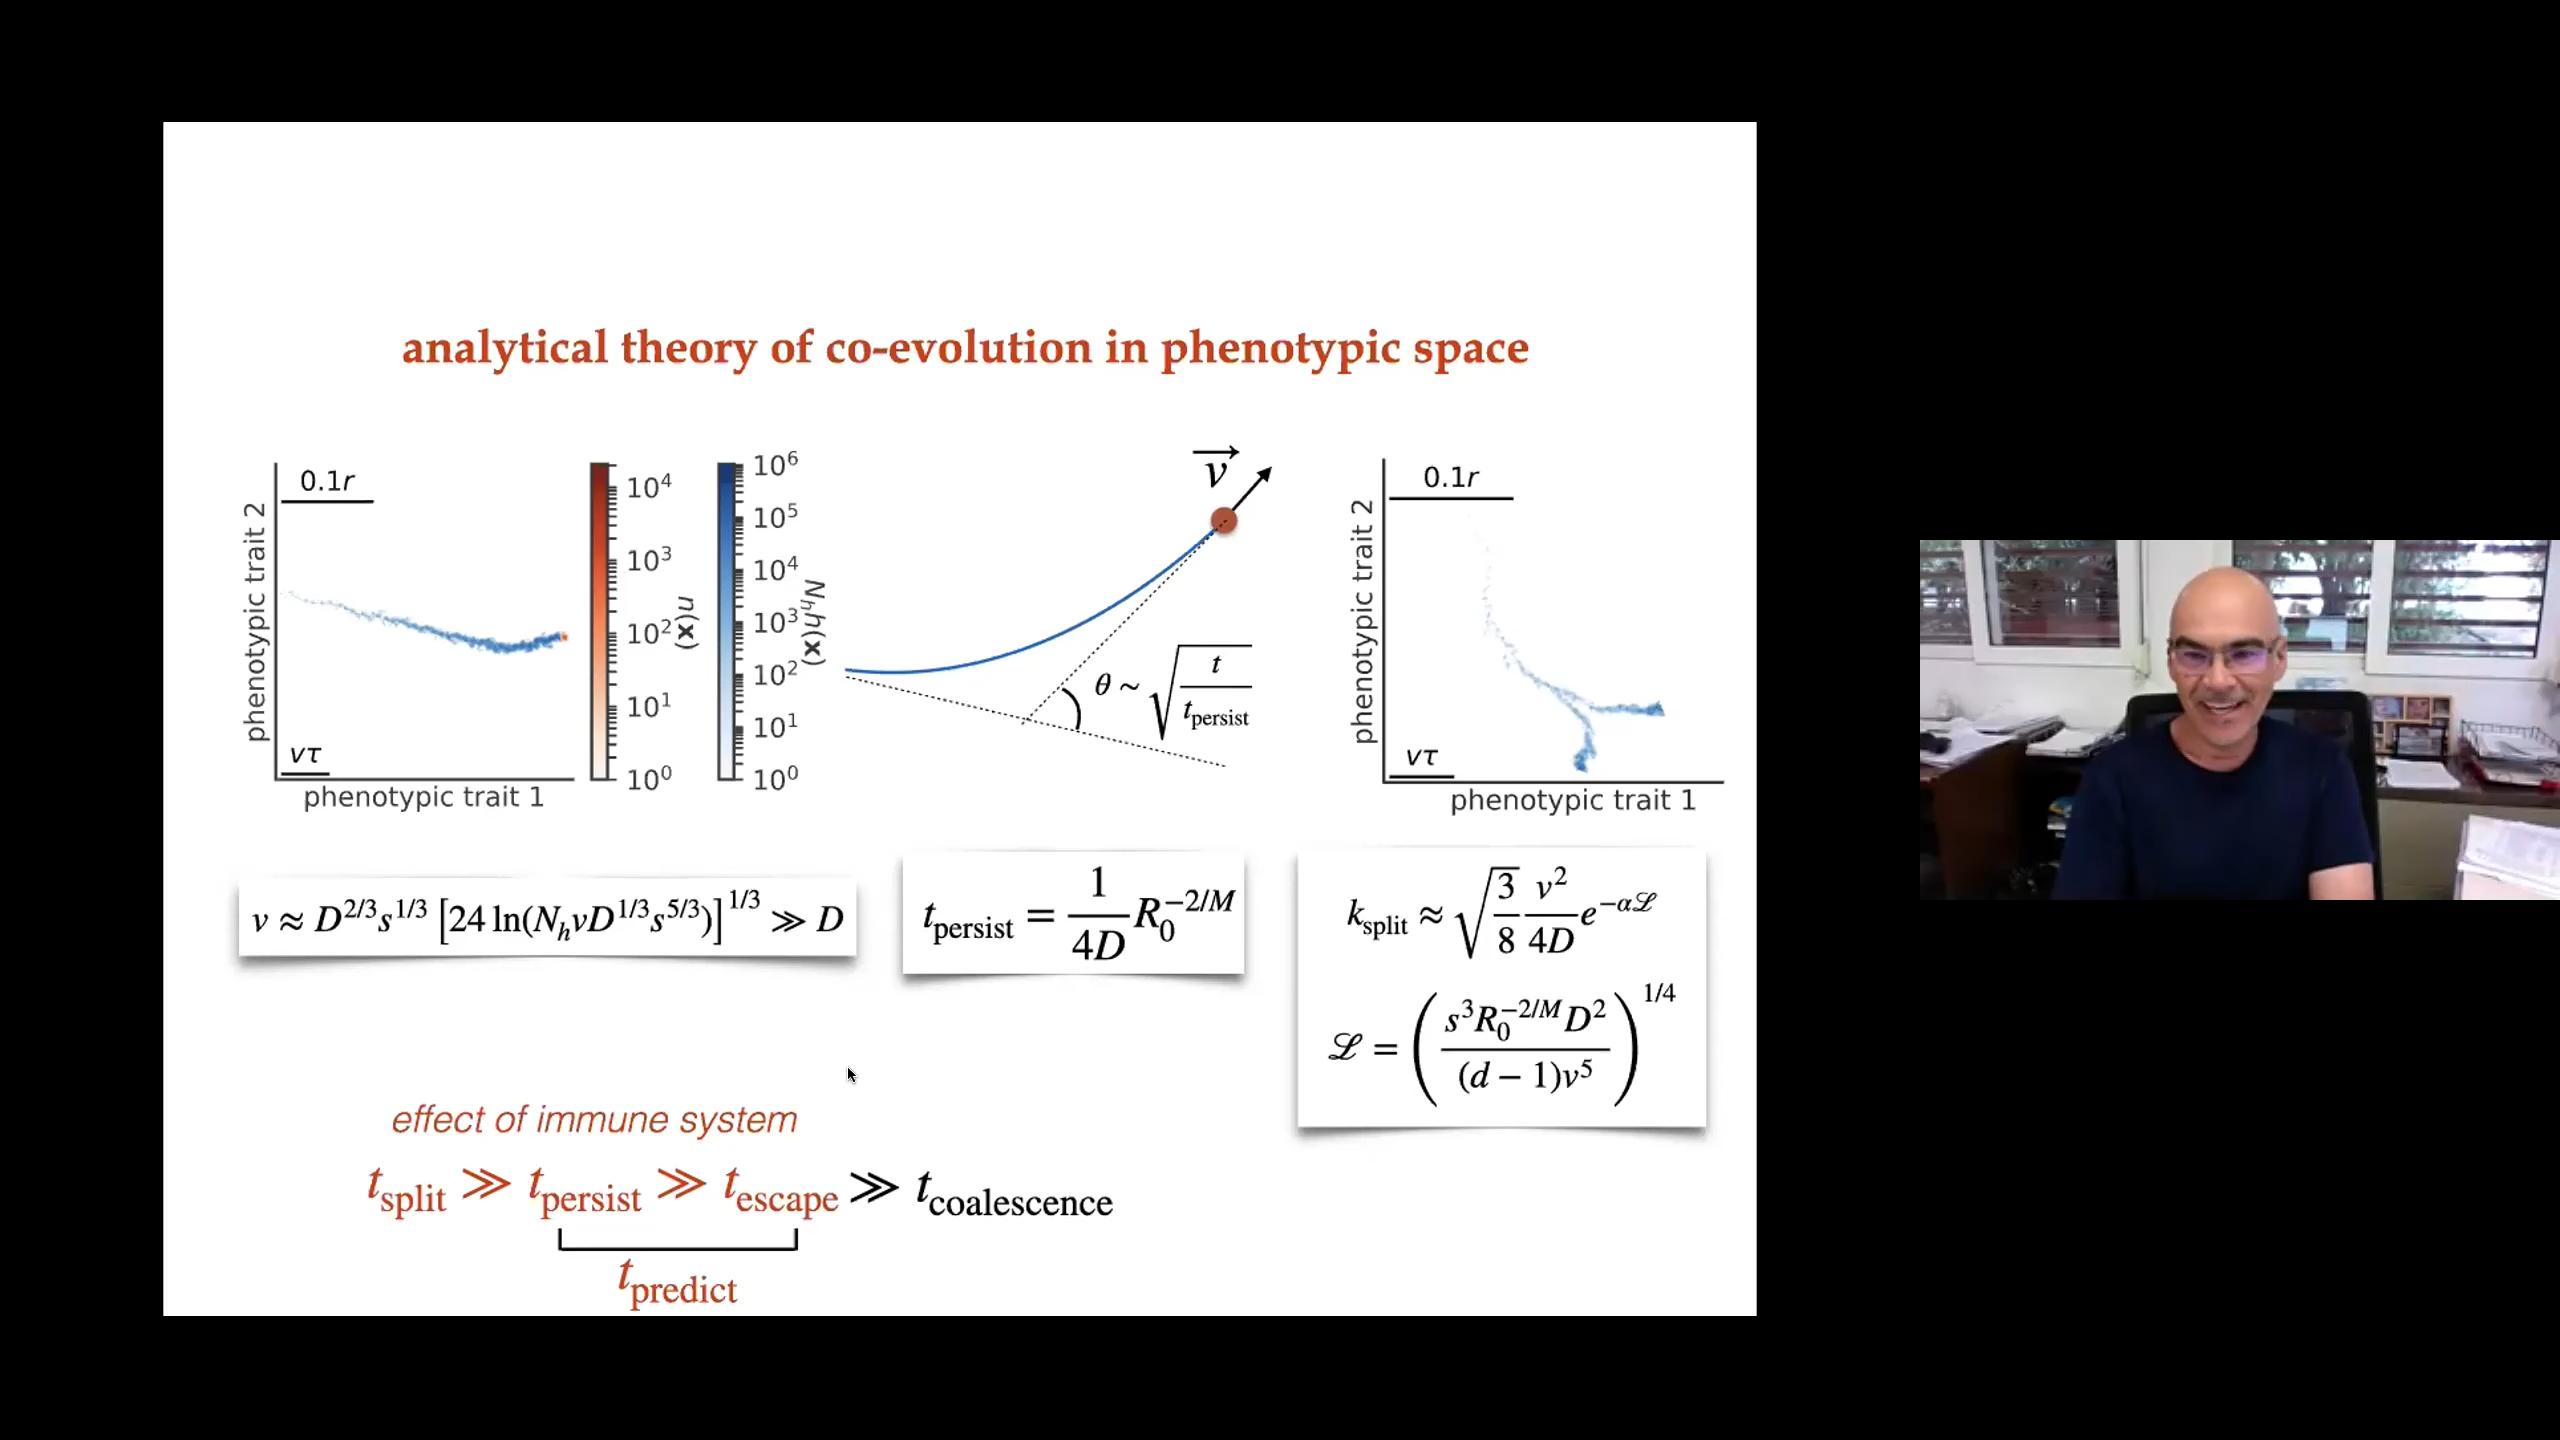 analytical theory of co-evolution in phenotypic space
0.1r
phenotypic trait 2
vτ
phenotypic trait 1
10⁴
10³
10²
10¹
10⁰
n(x)
10⁶
10⁵
10⁴
10³
10²
10¹
10⁰
Nₕh(x)
v⃗
θ ~ √(t / t_persist)
0.1r
phenotypic trait 2
vτ
phenotypic trait 1
v ≈ D^{2/3}s^{1/3} [24 ln(N_h vD^{1/3}s^{5/3})]^{1/3} ≫ D
t_persist = 1/(4D) R_0^{-2/M}
k_split ≈ √(3/8) v²/(4D) e^{-αℒ}
ℒ = (s³R_0^{-2/M}D² / (d − 1)v⁵)^{1/4}
effect of immune system
t_split ≫ t_persist ≫ t_escape ≫ t_coalescence
t_predict